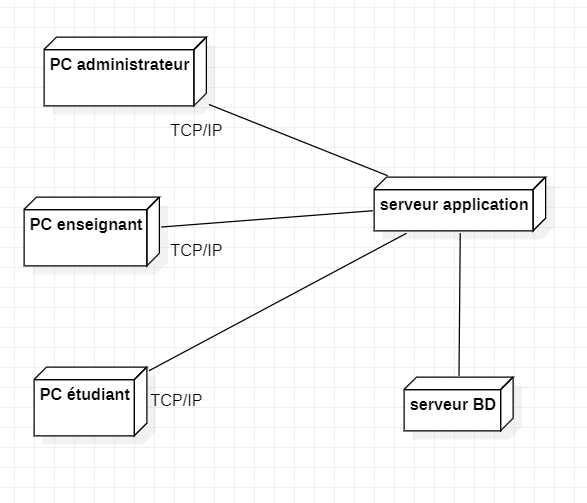 PC administrateur
TCP/IP
serveur application
PC enseignant
TCP/IP
PC étudiant
TCP/IP
serveur BD